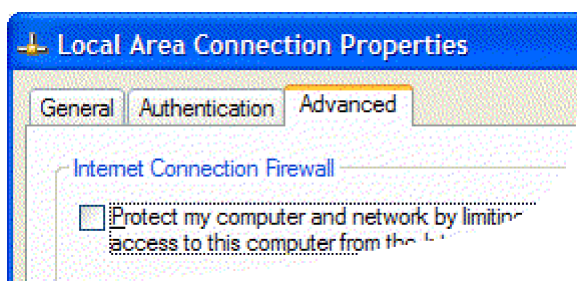 Local Area Connection Properties
General Authentication Advanced
Internet Connection Firewall
Protect my computer and network by limiting
access to this computer from the